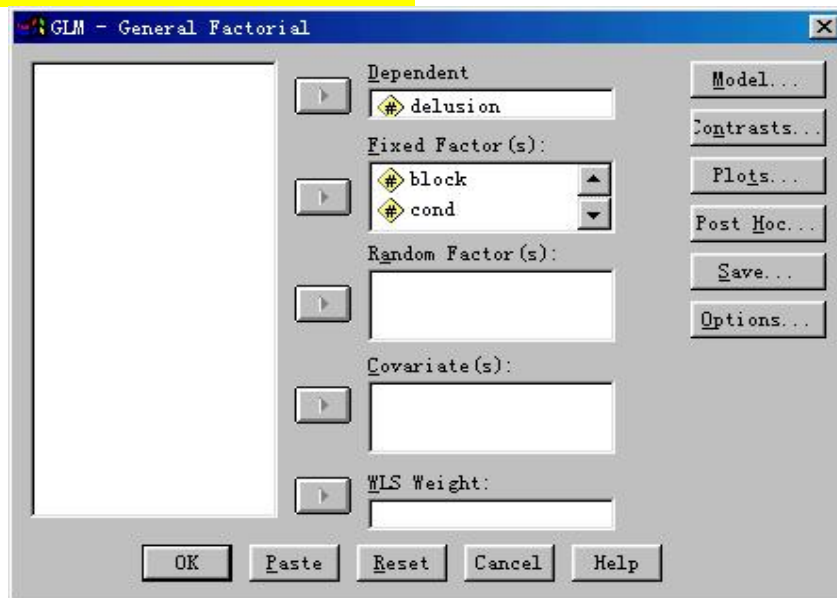 GLM - General Factorial
Dependent
delusion
Fixed Factor(s):
block
cond
Random Factor(s):
Covariate(s):
WLS Weight:
Model...
Contrasts...
Plots...
Post Hoc...
Save...
Options...
OK Paste Reset Cancel Help